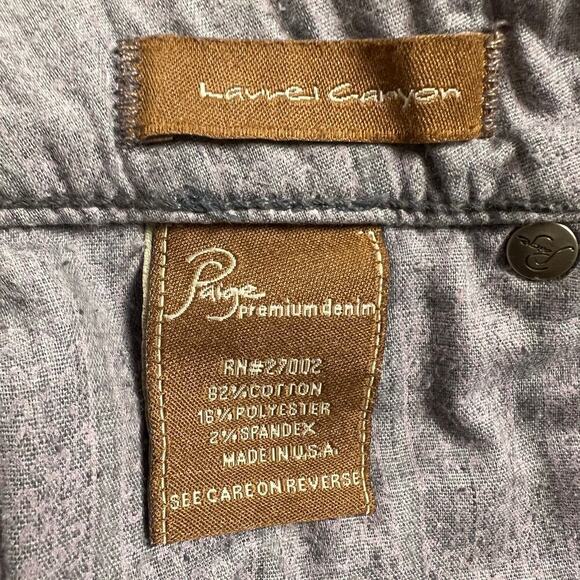 Laurel Canyon
Paige
premium denim
RN#27002
82% COTTON
16% POLYESTER
2% SPANDEX
MADE IN U.S.A.
SEE CARE ON REVERSE